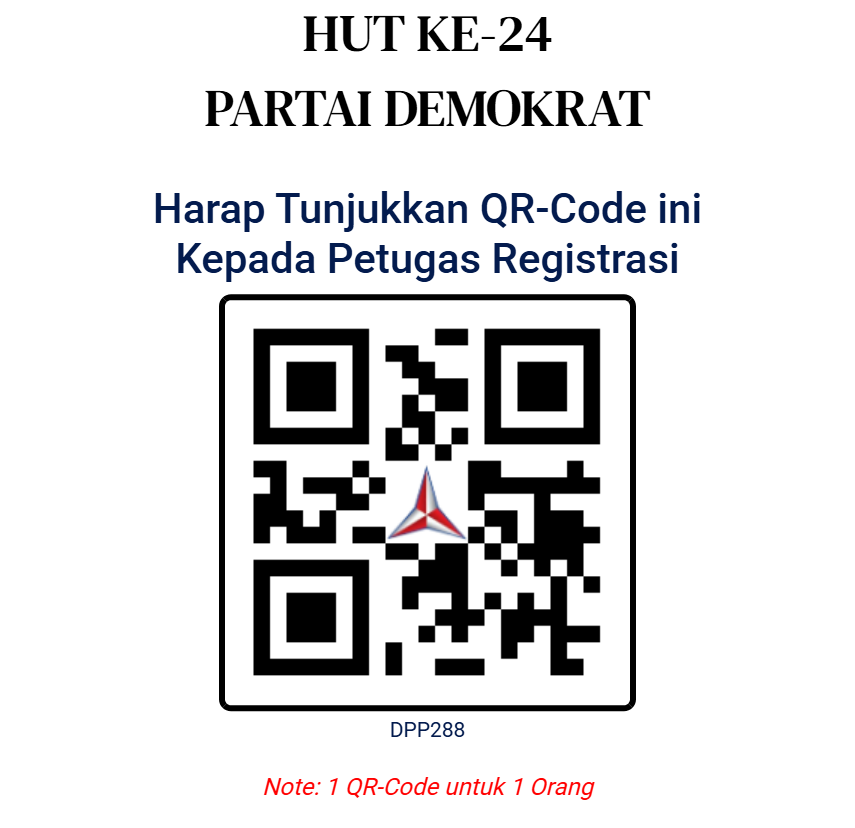 HUT KE-24
PARTAI DEMOKRAT
Harap Tunjukkan QR-Code ini
Kepada Petugas Registrasi
DPP288
Note: 1 QR-Code untuk 1 Orang